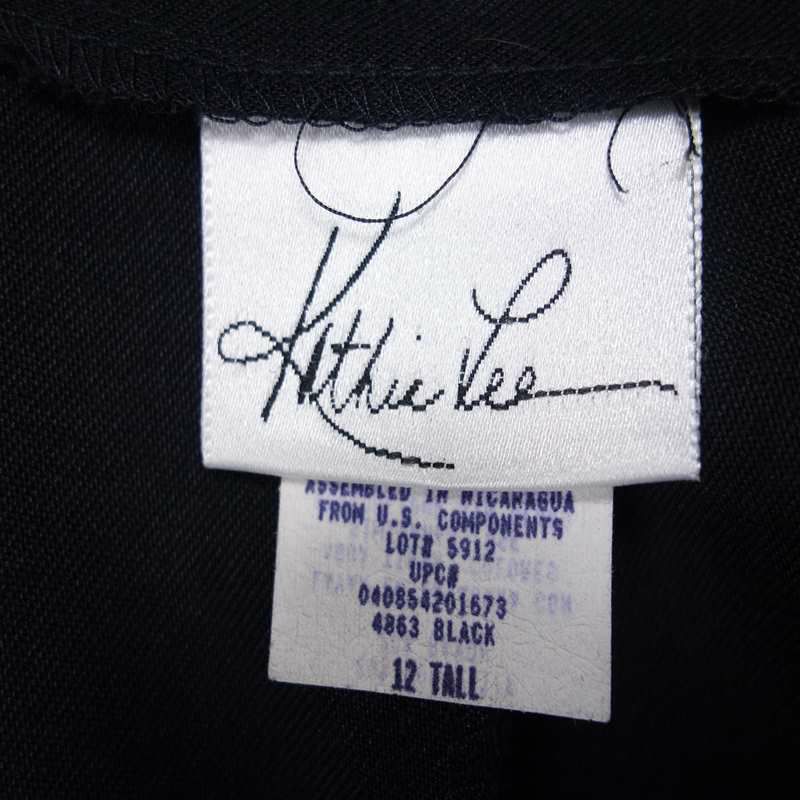 Kathie Lee
ASSEMBLED IN NICARAGUA
FROM U.S. COMPONENTS
LOT# 5912
UPC#
040854201673
4863 BLACK
12 TALL